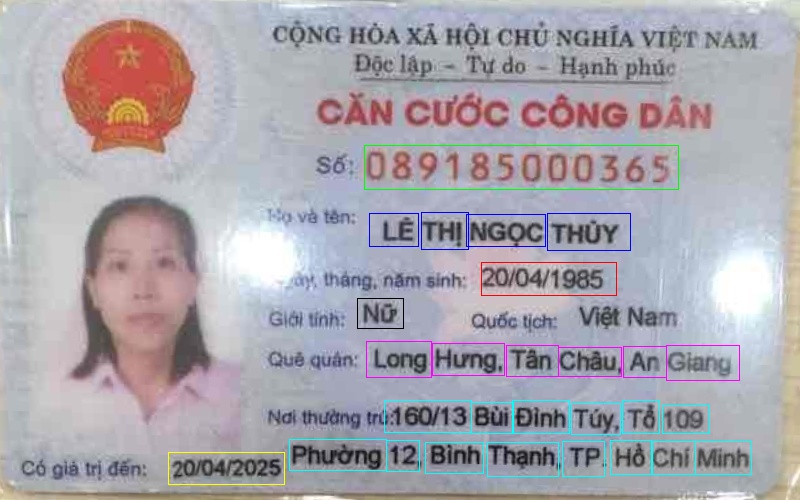 CỘNG HÒA XÃ HỘI CHỦ NGHĨA VIỆT NAM
Độc lập - Tự do - Hạnh phúc
CĂN CƯỚC CÔNG DÂN
Số: 089185000365
Họ và tên: LÊ THỊ NGỌC THÙY
tháng, năm sinh: 20/04/1985
Giới tính: Nữ Quốc tịch: Việt Nam
Quê quán: Long Hưng, Tân Châu, An Giang
Nơi thường trú: 160/13 Bùi Đình Túy, Tổ 109
Có giá trị đến: 20/04/2025 Phường 12, Bình Thạnh, TP. Hồ Chí Minh